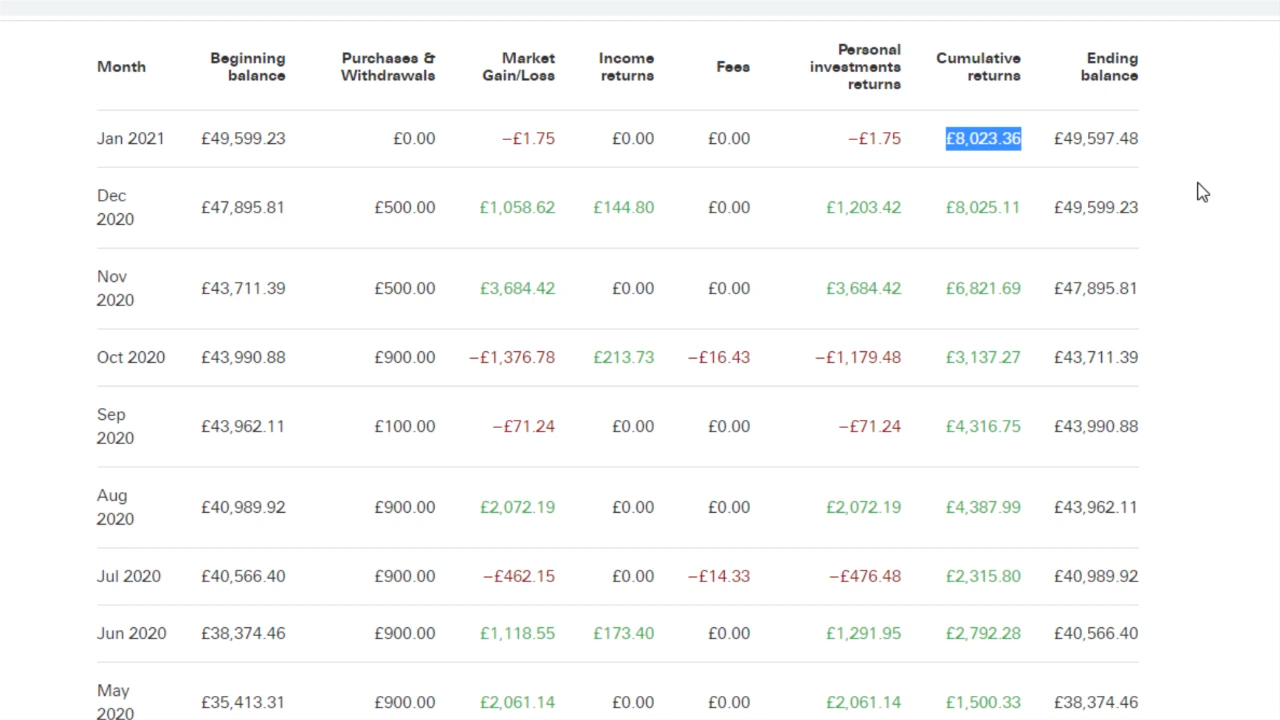 Month Beginning balance Purchases & Withdrawals Market Gain/Loss Income returns Fees Personal investments returns Cumulative returns Ending balance
Jan 2021 £49,599.23 £0.00 −£1.75 £0.00 £0.00 −£1.75 £8,023.36 £49,597.48
Dec 2020 £47,895.81 £500.00 £1,058.62 £144.80 £0.00 £1,203.42 £8,025.11 £49,599.23
Nov 2020 £43,711.39 £500.00 £3,684.42 £0.00 £0.00 £3,684.42 £6,821.69 £47,895.81
Oct 2020 £43,990.88 £900.00 −£1,376.78 £213.73 −£16.43 −£1,179.48 £3,137.27 £43,711.39
Sep 2020 £43,962.11 £100.00 −£71.24 £0.00 £0.00 −£71.24 £4,316.75 £43,990.88
Aug 2020 £40,989.92 £900.00 £2,072.19 £0.00 £0.00 £2,072.19 £4,387.99 £43,962.11
Jul 2020 £40,566.40 £900.00 −£462.15 £0.00 −£14.33 −£476.48 £2,315.80 £40,989.92
Jun 2020 £38,374.46 £900.00 £1,118.55 £173.40 £0.00 £1,291.95 £2,792.28 £40,566.40
May 2020 £35,413.31 £900.00 £2,061.14 £0.00 £0.00 £2,061.14 £1,500.33 £38,374.46